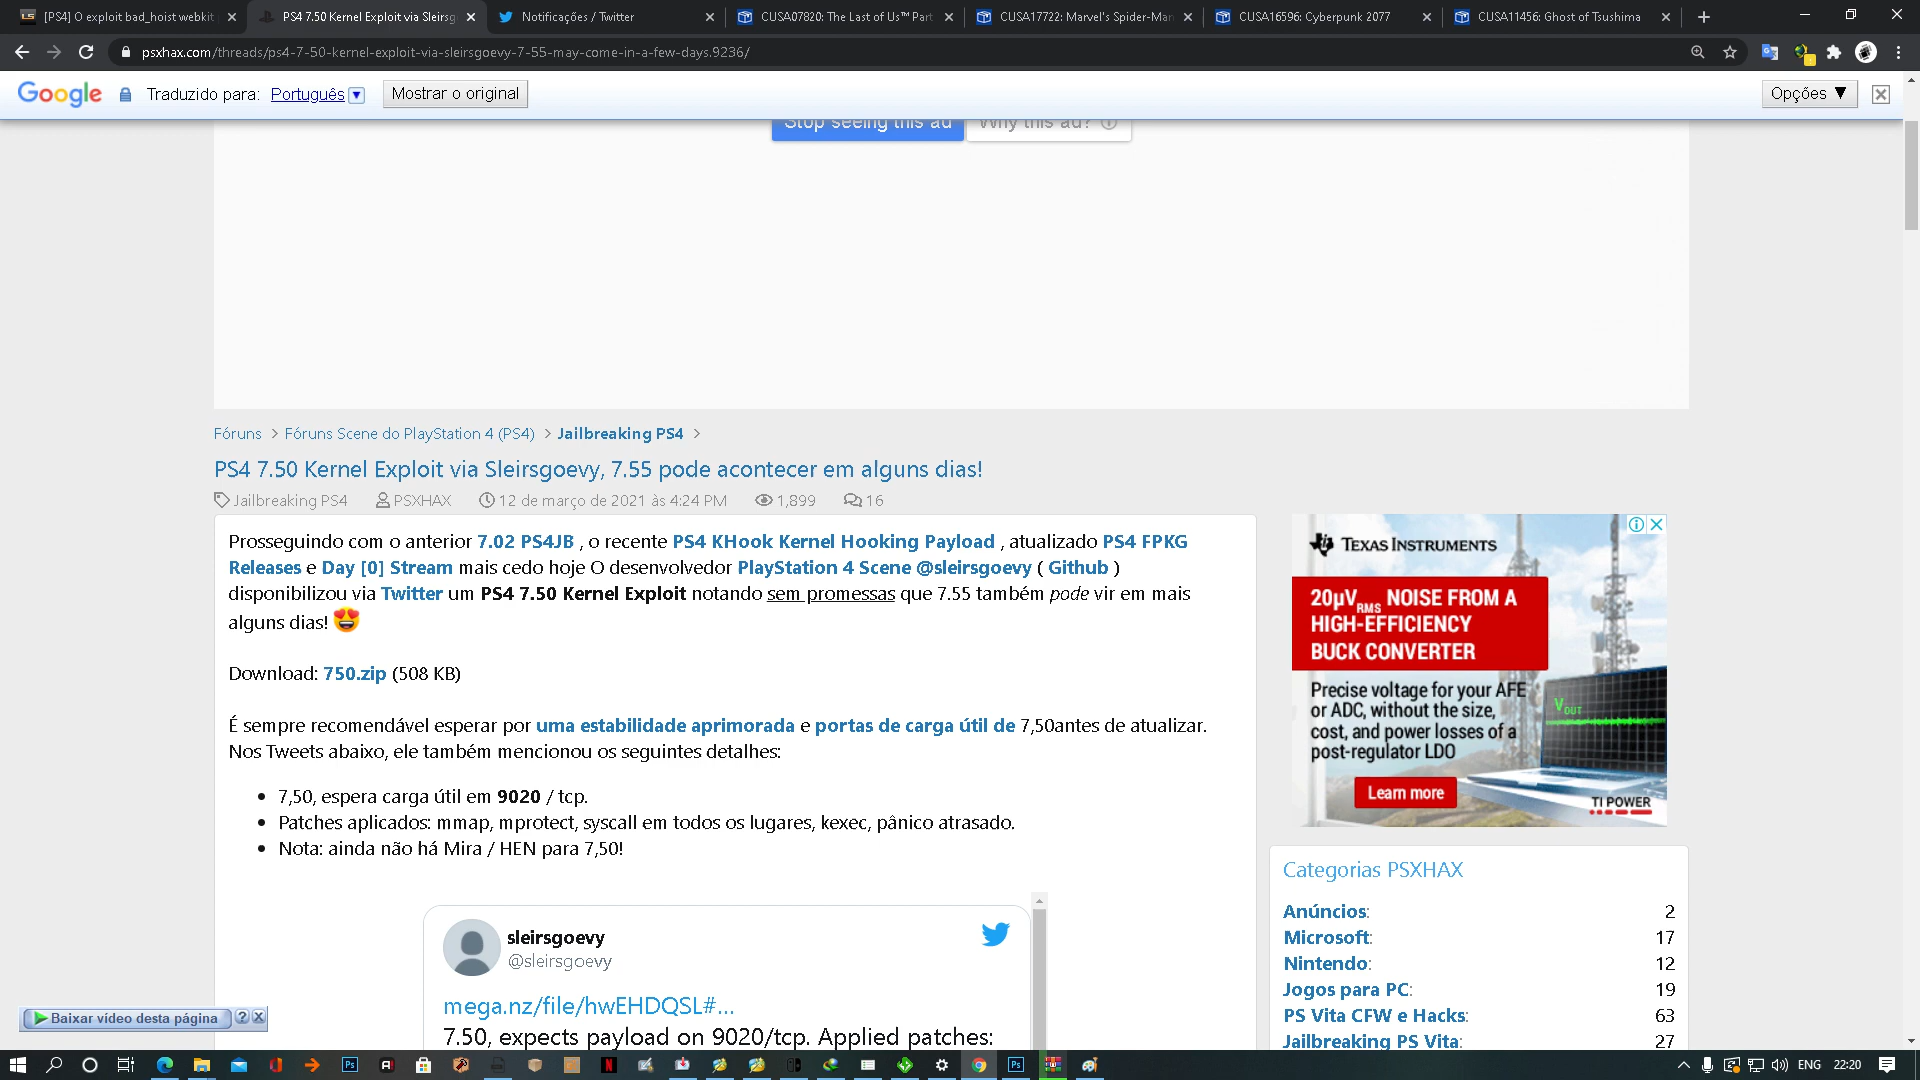 [PS4] O exploit bad_hoist webkit
PS4 7.50 Kernel Exploit via Sleirsg
Notificações / Twitter
CUSA07820: The Last of Us™ Part
CUSA17722: Marvel's Spider-Man
CUSA16596: Cyberpunk 2077
CUSA11456: Ghost of Tsushima
psxhax.com/threads/ps4-7-50-kernel-exploit-via-sleirsgoevy-7-55-may-come-in-a-few-days.9236/
Google Traduzido para: Português Mostrar o original Opções ▼
Stop seeing this ad Why this ad?
Fóruns > Fóruns Scene do PlayStation 4 (PS4) > Jailbreaking PS4 >
PS4 7.50 Kernel Exploit via Sleirsgoevy, 7.55 pode acontecer em alguns dias!
Jailbreaking PS4 PSXHAX 12 de março de 2021 às 4:24 PM 1,899 16
Prosseguindo com o anterior 7.02 PS4JB , o recente PS4 KHook Kernel Hooking Payload , atualizado PS4 FPKG
Releases e Day [0] Stream mais cedo hoje O desenvolvedor PlayStation 4 Scene @sleirsgoevy ( Github )
disponibilizou via Twitter um PS4 7.50 Kernel Exploit notando sem promessas que 7.55 também pode vir em mais
alguns dias!
Download: 750.zip (508 KB)
É sempre recomendável esperar por uma estabilidade aprimorada e portas de carga útil de 7,50antes de atualizar.
Nos Tweets abaixo, ele também mencionou os seguintes detalhes:
• 7,50, espera carga útil em 9020 / tcp.
• Patches aplicados: mmap, mprotect, syscall em todos os lugares, kexec, pânico atrasado.
• Nota: ainda não há Mira / HEN para 7,50!
sleirsgoevy
@sleirsgoevy
mega.nz/file/hwEHDQSL#...
7.50, expects payload on 9020/tcp. Applied patches:
TEXAS INSTRUMENTS
20µVRMS NOISE FROM A
HIGH-EFFICIENCY
BUCK CONVERTER
Precise voltage for your AFE
or ADC, without the size,
cost, and power losses of a
post-regulator LDO
VOUT
Learn more
TI POWER
Categorias PSXHAX
Anúncios: 2
Microsoft: 17
Nintendo: 12
Jogos para PC: 19
PS Vita CFW e Hacks: 63
Jailbreaking PS Vita: 27
Baixar vídeo desta página ? X
ENG 22:20